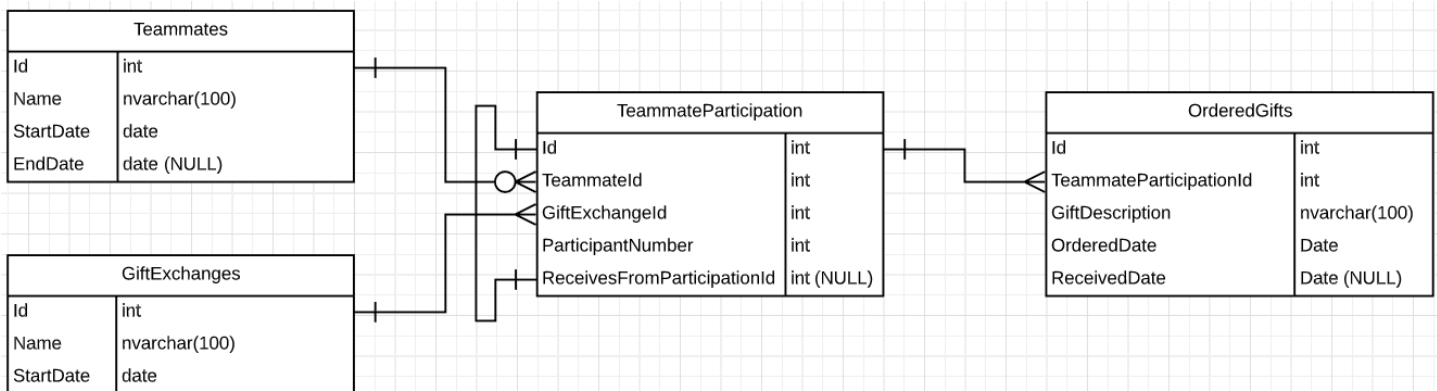 Teammates
Id int
Name nvarchar(100)
StartDate date
EndDate date (NULL)
GiftExchanges
Id int
Name nvarchar(100)
StartDate date
TeammateParticipation
Id int
TeammateId int
GiftExchangeId int
ParticipantNumber int
ReceivesFromParticipationId int (NULL)
OrderedGifts
Id int
TeammateParticipationId int
GiftDescription nvarchar(100)
OrderedDate Date
ReceivedDate Date (NULL)